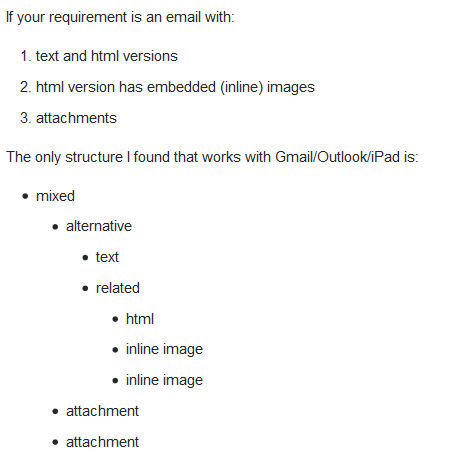 If your requirement is an email with:
1. text and html versions
2. html version has embedded (inline) images
3. attachments
The only structure I found that works with Gmail/Outlook/iPad is:
• mixed
• alternative
• text
• related
• html
• inline image
• inline image
• attachment
• attachment